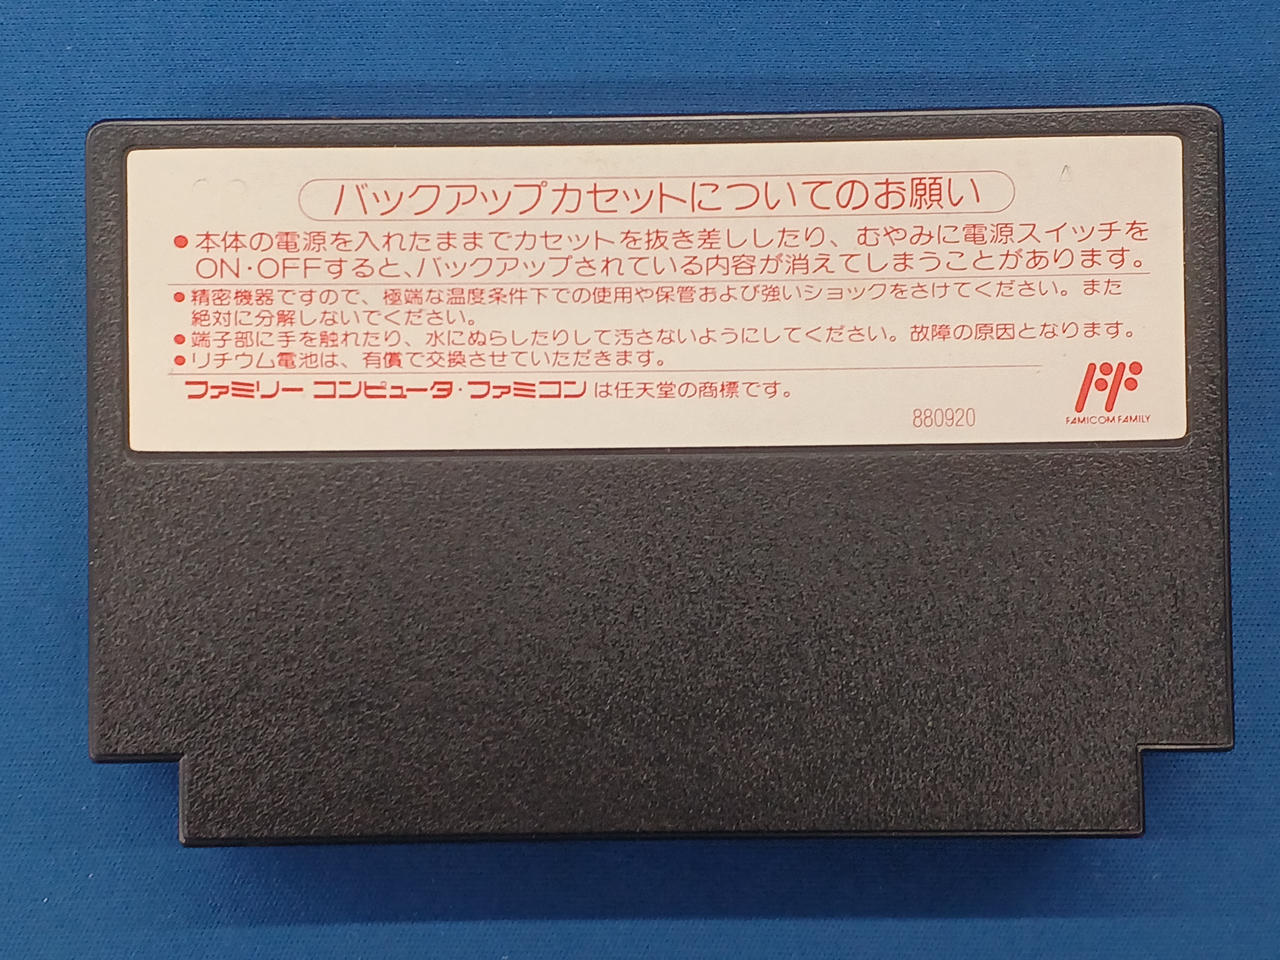 バックアップカセットについてのお願い
●本体の電源を入れたままでカセットを抜き差ししたり、むやみに電源スイッチを
ON・OFFすると、バックアップされている内容が消えてしまうことがあります。
●精密機器ですので、極端な温度条件下での使用や保管および強いショックをさけてください。また
絶対に分解しないでください。
●端子部に手を触れたり、水にぬらしたりして汚さないようにしてください。故障の原因となります。
●リチウム電池は、有償で交換させていただきます。
ファミリー コンピュータ・ファミコンは任天堂の商標です。
880920
FF
FAMICOM FAMILY